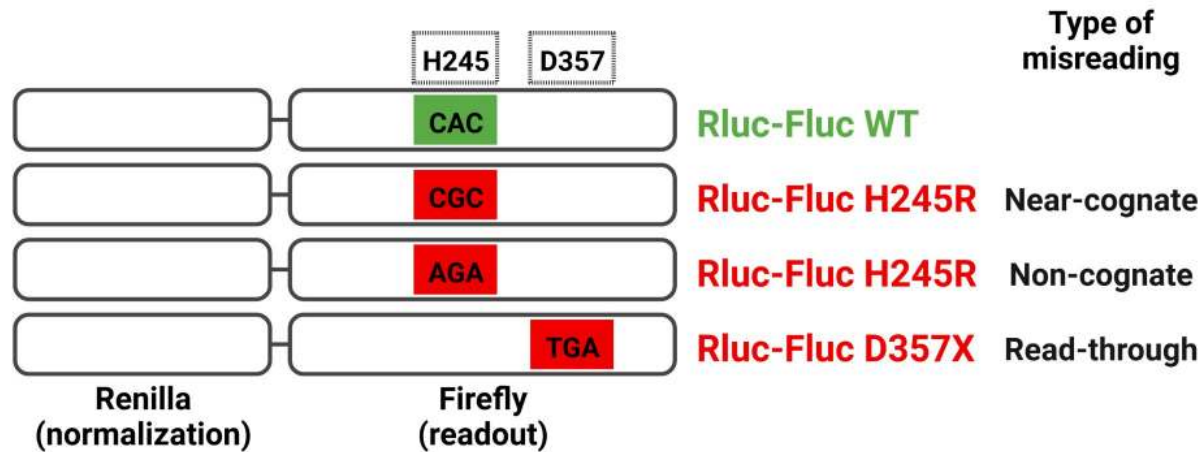 Type of
misreading
H245 D357
CAC Rluc-Fluc WT
CGC Rluc-Fluc H245R Near-cognate
AGA Rluc-Fluc H245R Non-cognate
TGA Rluc-Fluc D357X Read-through
Renilla Firefly
(normalization) (readout)